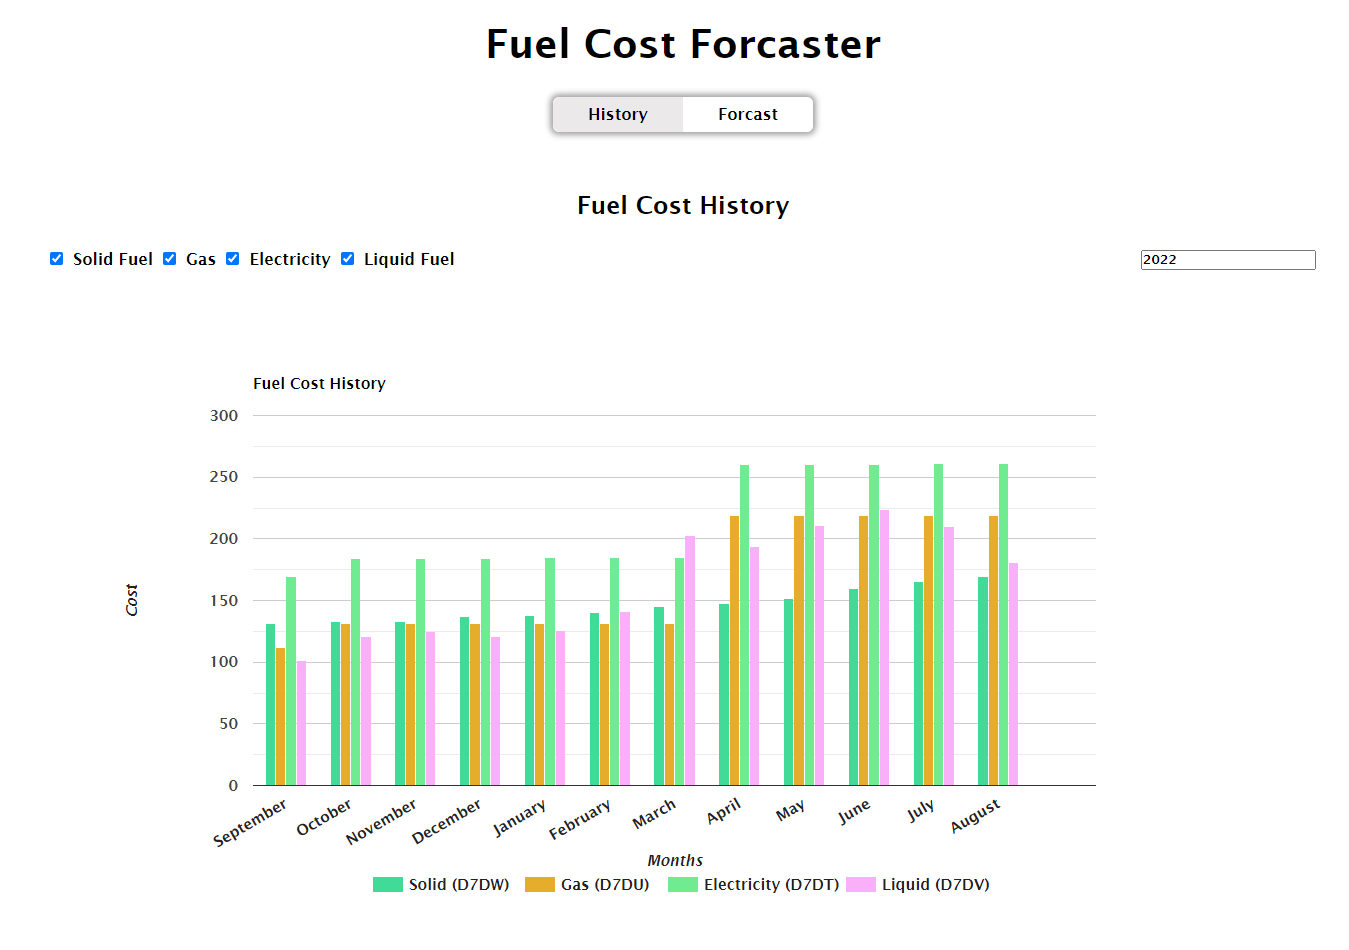 Fuel Cost Forcaster
History Forcast
Fuel Cost History
Solid Fuel Gas Electricity Liquid Fuel 2022
Fuel Cost History
300
250
200
150
100
50
0
Cost
September October November December January February March April May June July August
Months
Solid (D7DW) Gas (D7DU) Electricity (D7DT) Liquid (D7DV)